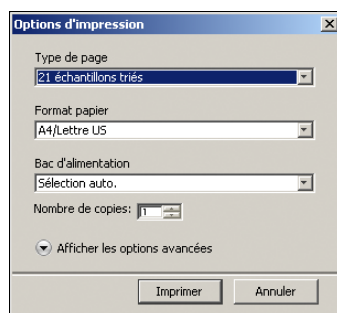 Options d'impression
Type de page
21 échantillons triés
Format papier
A4/Lettre US
Bac d'alimentation
Sélection auto.
Nombre de copies: 1
Afficher les options avancées
Imprimer Annuler